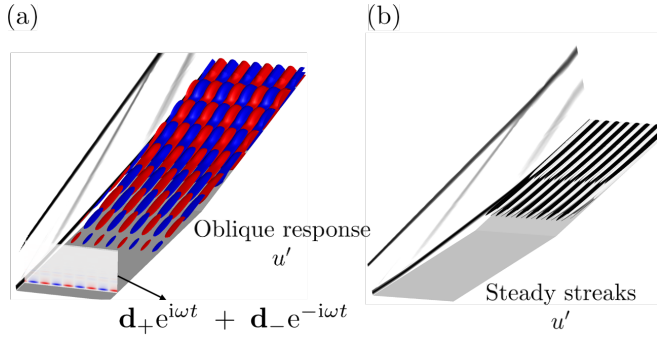 (a)
(b)
Oblique response
u′
d₊e^{iωt} + d₋e^{−iωt}
Steady streaks
u′